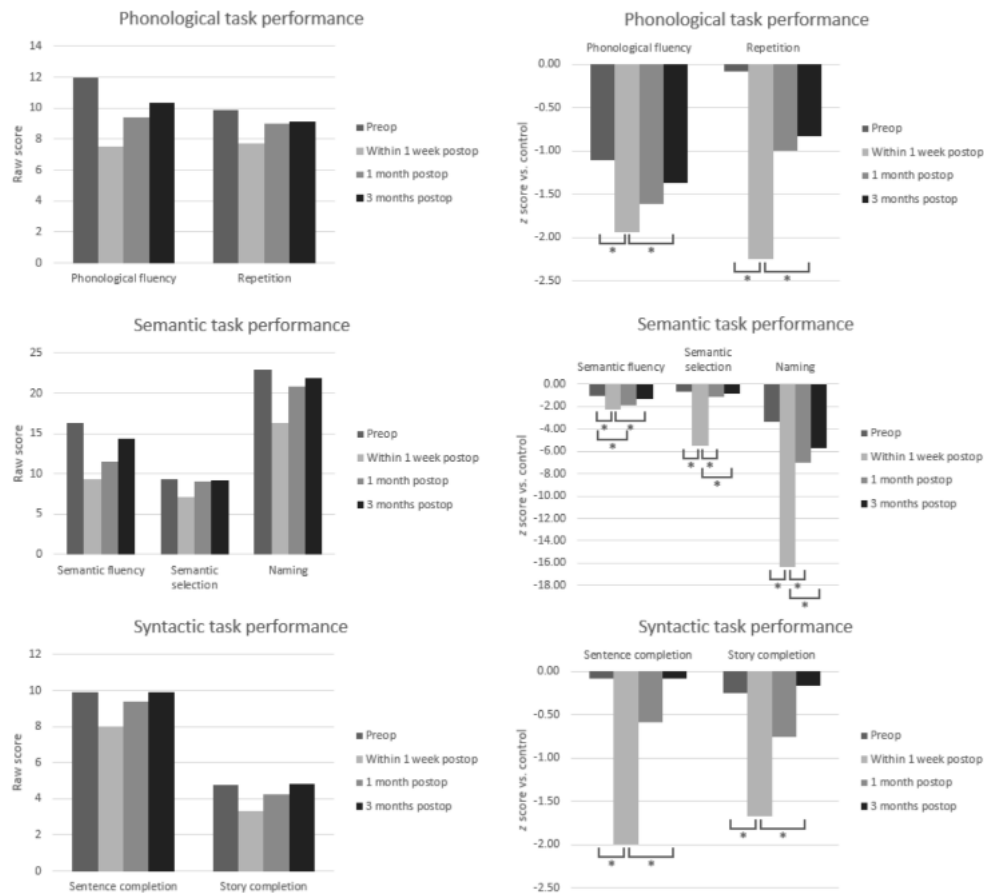 Phonological task performance
14
12
10
8
6
4
2
0
Raw score
Phonological fluency
Repetition
Preop
Within 1 week postop
1 month postop
3 months postop
Phonological task performance
Phonological fluency
Repetition
0.00
-0.50
-1.00
-1.50
-2.00
-2.50
z score vs. control
*
*
*
*
Preop
Within 1 week postop
1 month postop
3 months postop
Semantic task performance
25
20
15
10
5
0
Raw score
Semantic fluency
Semantic
selection
Naming
Preop
Within 1 week postop
1 month postop
3 months postop
Semantic task performance
Semantic fluency
Semantic
selection
Naming
0.00
-2.00
-4.00
-6.00
-8.00
-10.00
-12.00
-14.00
-16.00
-18.00
z score vs. control
*
*
*
*
*
*
*
*
*
Preop
Within 1 week postop
1 month postop
3 months postop
Syntactic task performance
12
10
8
6
4
2
0
Raw score
Sentence completion
Story completion
Preop
Within 1 week postop
1 month postop
3 months postop
Syntactic task performance
Sentence completion
Story completion
0.00
-0.50
-1.00
-1.50
-2.00
-2.50
z score vs. control
*
*
*
*
Preop
Within 1 week postop
1 month postop
3 months postop